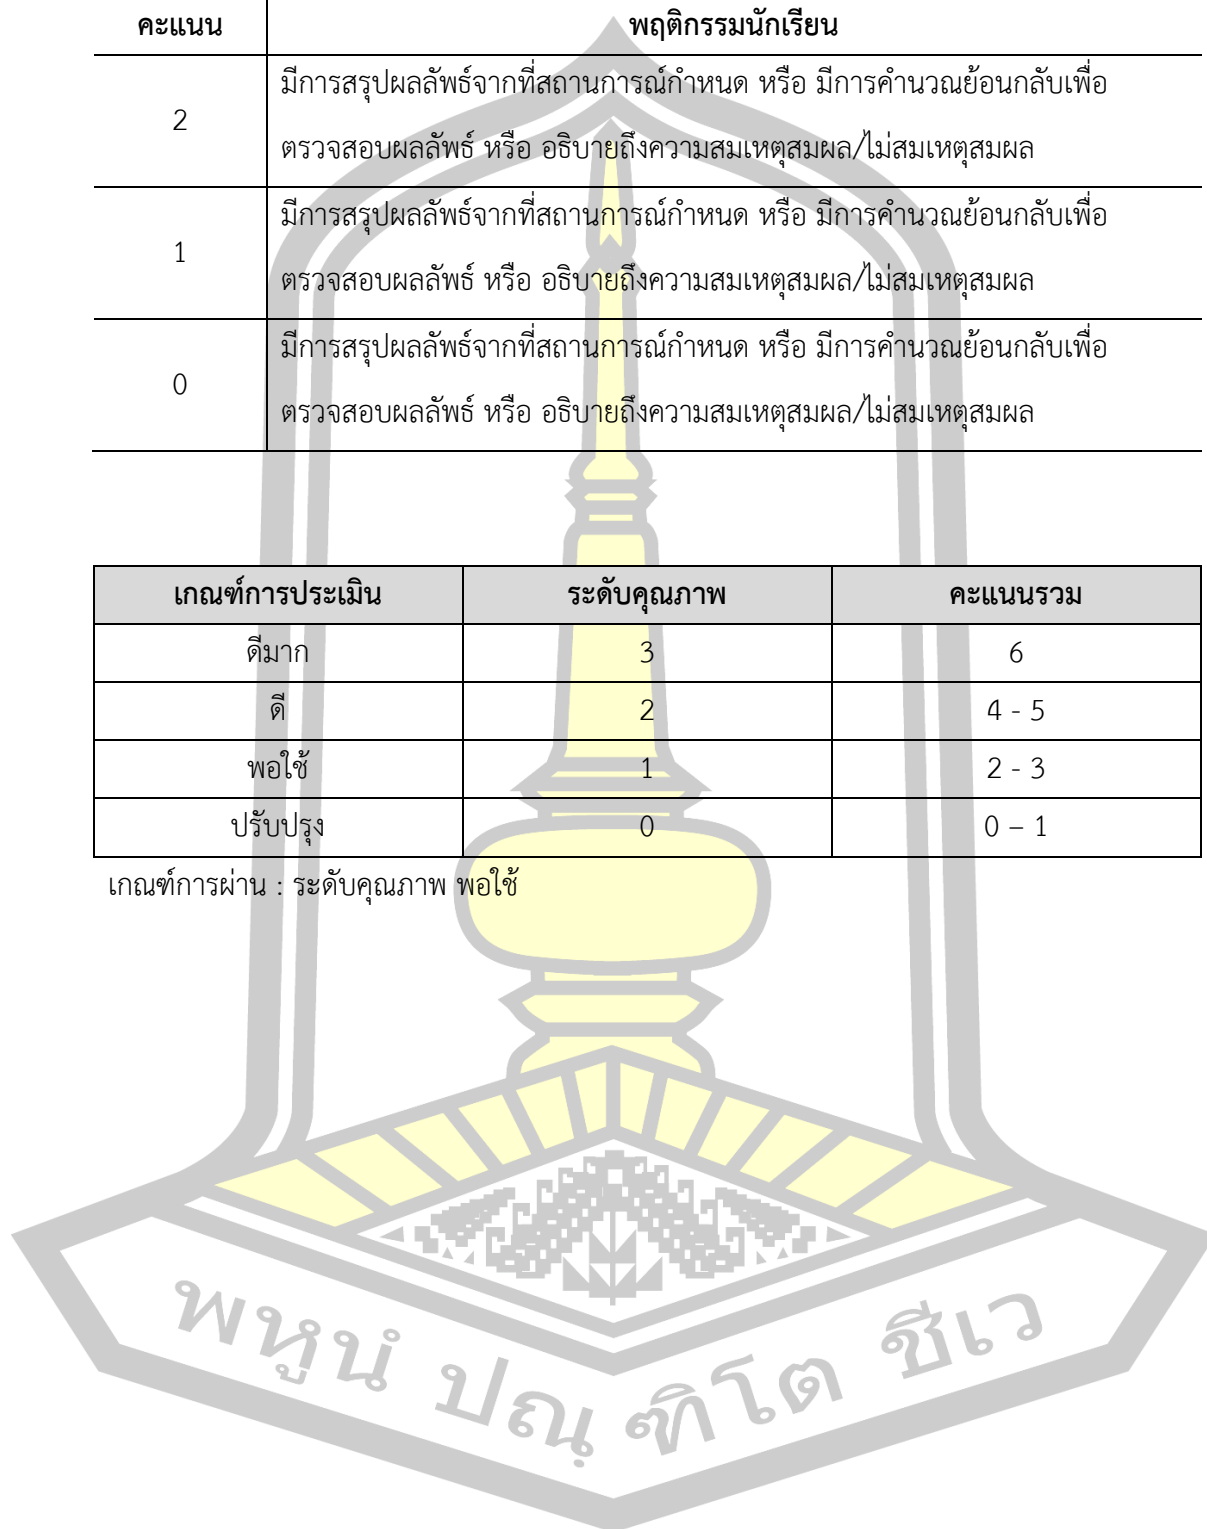 คะแนน พฤติกรรมนักเรียน
มีการสรุปผลลัพธ์จากที่สถานการณ์กำหนด หรือ มีการคำนวณย้อนกลับเพื่อ
2
ตรวจสอบผลลัพธ์ หรือ อธิบายถึงความสมเหตุสมผล/ไม่สมเหตุสมผล
มีการสรุปผลลัพธ์จากที่สถานการณ์กำหนด หรือ มีการคำนวณย้อนกลับเพื่อ
1
ตรวจสอบผลลัพธ์ หรือ อธิบายถึงความสมเหตุสมผล/ไม่สมเหตุสมผล
มีการสรุปผลลัพธ์จากที่สถานการณ์กำหนด หรือ มีการคำนวณย้อนกลับเพื่อ
0
ตรวจสอบผลลัพธ์ หรือ อธิบายถึงความสมเหตุสมผล/ไม่สมเหตุสมผล
เกณฑ์การประเมิน ระดับคุณภาพ คะแนนรวม
ดีมาก 3 6
ดี 2 4 - 5
พอใช้ 1 2 - 3
ปรับปรุง 0 0 – 1
เกณฑ์การผ่าน : ระดับคุณภาพ พอใช้
พหูนํ ปณฺฑิโต ชีเว